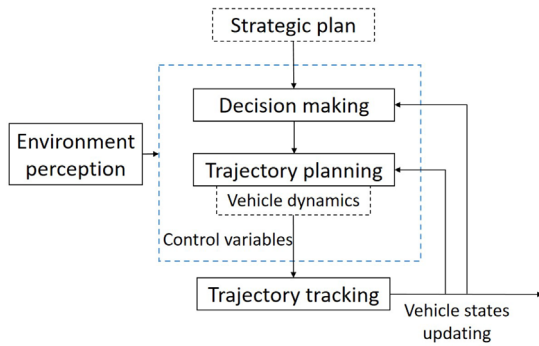 Strategic plan
Decision making
Environment
perception
Trajectory planning
Vehicle dynamics
Control variables
Trajectory tracking
Vehicle states
updating